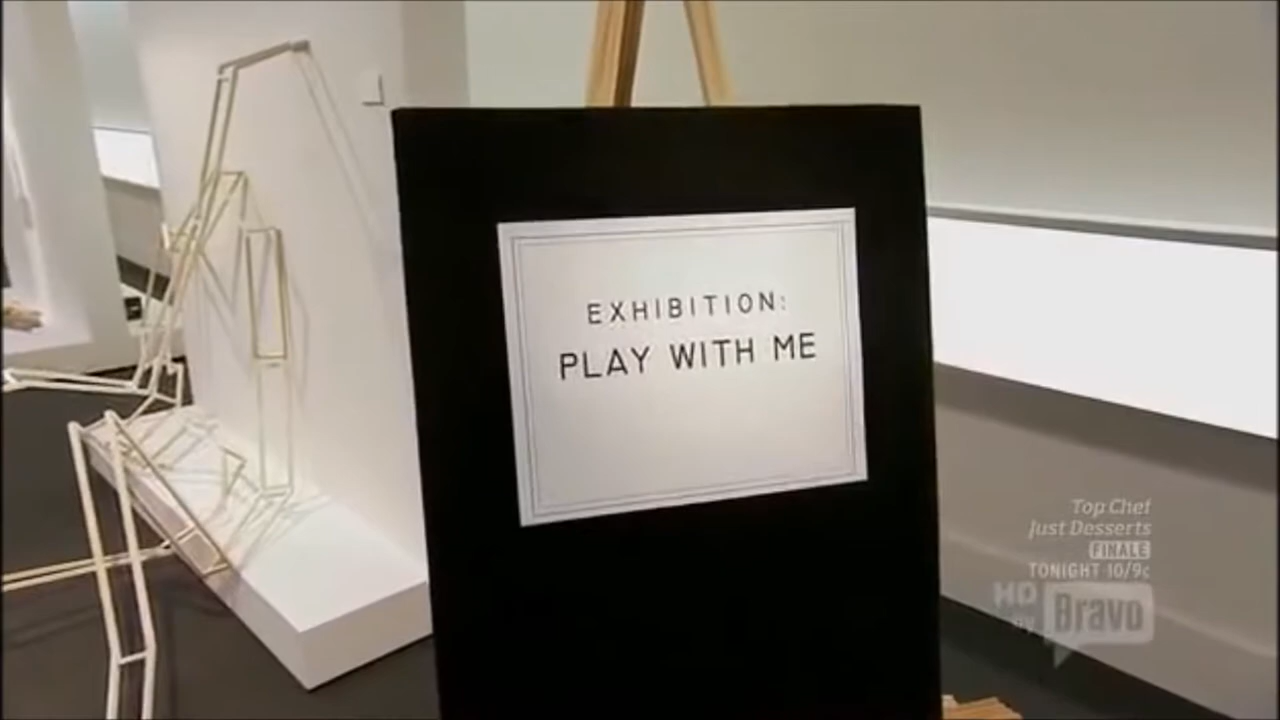 EXHIBITION:
PLAY WITH ME
Top Chef
Just Desserts
FINALE
TONIGHT 10/9c
HD
Bravo